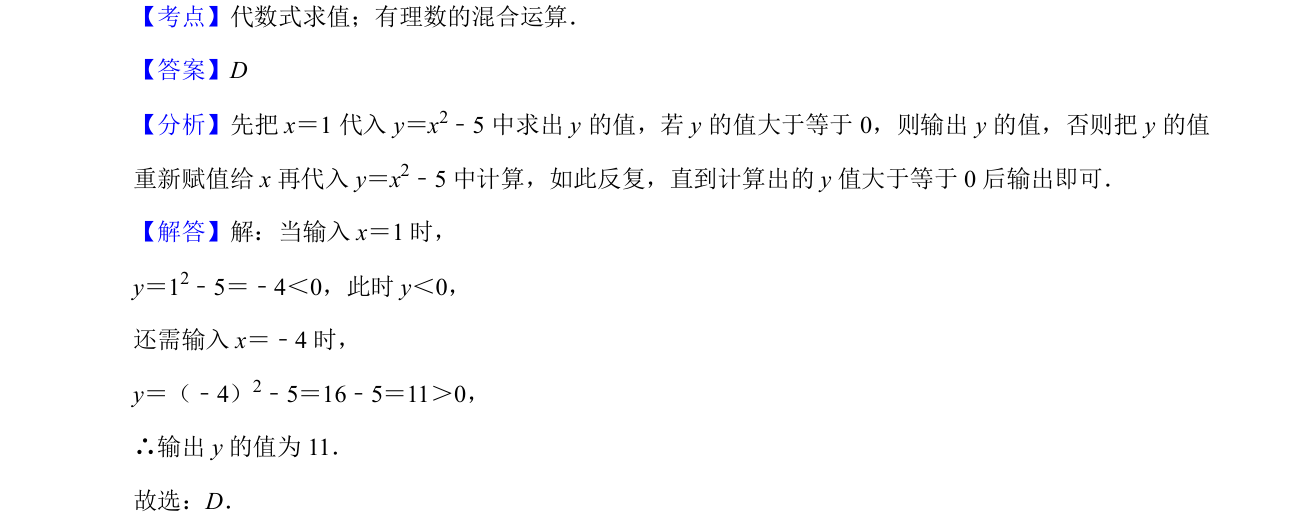 【考点】代数式求值；有理数的混合运算．
【答案】D
【分析】先把 x＝1 代入 y＝x²﹣5 中求出 y 的值，若 y 的值大于等于 0，则输出 y 的值，否则把 y 的值
重新赋值给 x 再代入 y＝x²﹣5 中计算，如此反复，直到计算出的 y 值大于等于 0 后输出即可．
【解答】解：当输入 x＝1 时，
y＝1²﹣5＝﹣4＜0，此时 y＜0，
还需输入 x＝﹣4 时，
y＝（﹣4）²﹣5＝16﹣5＝11＞0，
∴输出 y 的值为 11．
故选：D．